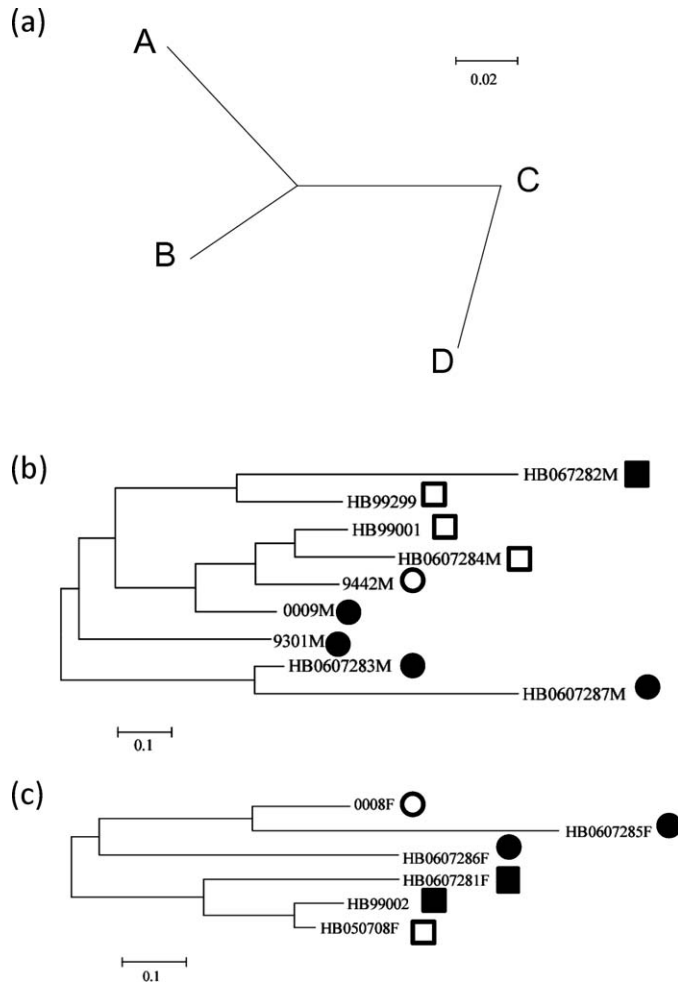 (a)
A
0.02
C
B
D
(b)
HB067282M
HB99299
HB99001
HB0607284M
9442M
0009M
9301M
HB0607283M
HB0607287M
0.1
(c)
0008F
HB0607285F
HB0607286F
HB0607281F
HB99002
HB050708F
0.1